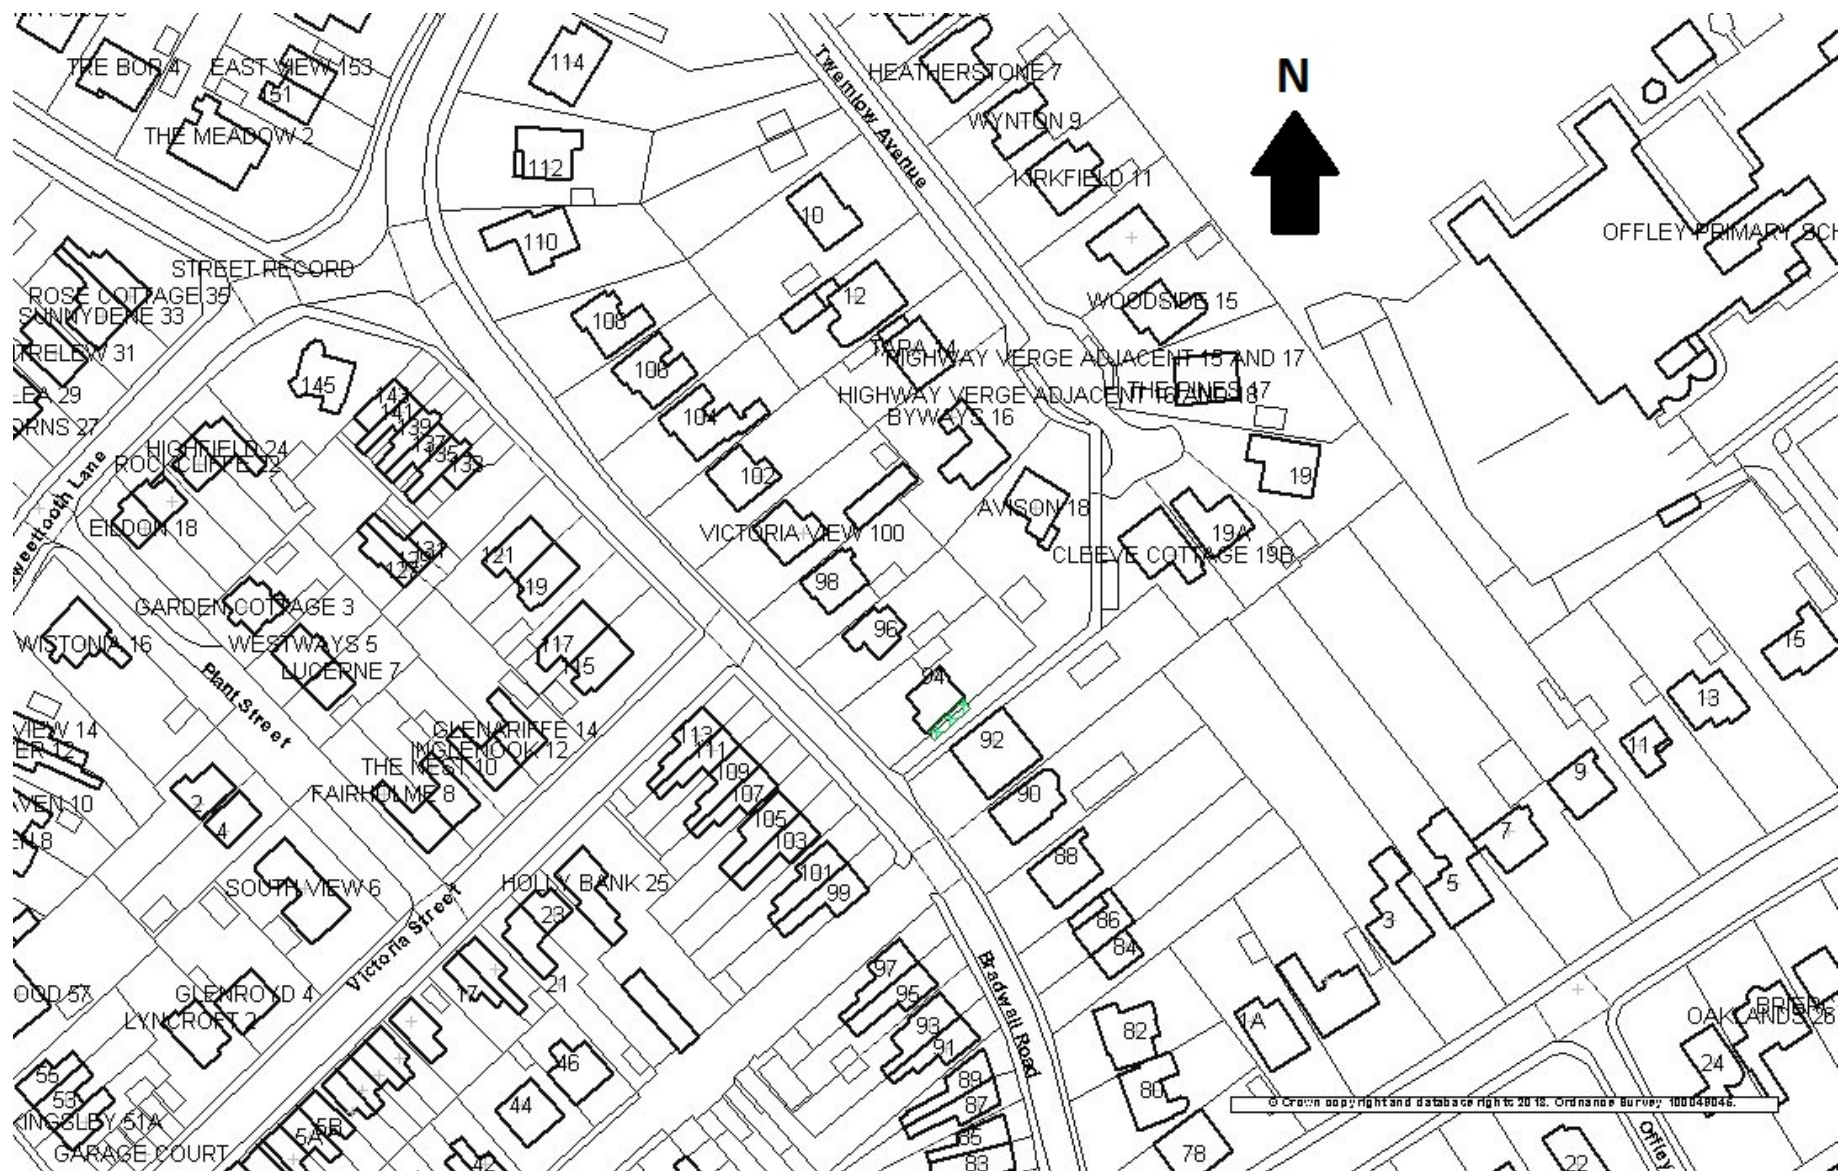 TRE BOR 4
EAST VIEW 153
151
THE MEADOW 2
114
112
110
Twemlow Avenue
HEATHERSTONE 7
WYNTON 9
KIRKFIELD 11
N
OFFLEY PRIMARY SCH
10
12
STREET RECORD
ROSE COTTAGE 35
SUNNYDENE 33
TRELEW 31
29
27
WOODSIDE 15
TARA 14
HIGHWAY VERGE ADJACENT 15 AND 17
THE PINES 17
HIGHWAY VERGE ADJACENT 16 AND 18
BYWAYS 16
108
106
104
102
145
143
141
139
137
135
133
HIGHFIELD 24
ROCKCLIFFE 22
EILDON 18
19
AVISON 18
19A
CLEEVE COTTAGE 19B
VICTORIA VIEW 100
98
96
94
92
90
88
86
84
82
80
78
131
121
119
117
115
GARDEN COTTAGE 3
WESTWAYS 5
LUCERNE 7
WISTONIA 16
Plant Street
VIEW 14
GLENARIFFE 14
INGLENOOK 12
THE NEST 10
FAIRHOLME 8
2
4
SOUTH VIEW 6
113
111
109
107
105
103
101
99
HOLLY BANK 25
23
21
17
Victoria Street
GLENROYD 4
LYNCROFT 2
55
53
KINGSLEY 51A
GARAGE COURT
5A
5B
46
44
42
97
95
93
91
89
87
85
83
Bradwall Road
1A
3
5
7
9
11
13
15
OAKLANDS 26
24
22
Offley
© Crown copyright and database rights 2018. Ordnance Survey 100049045.